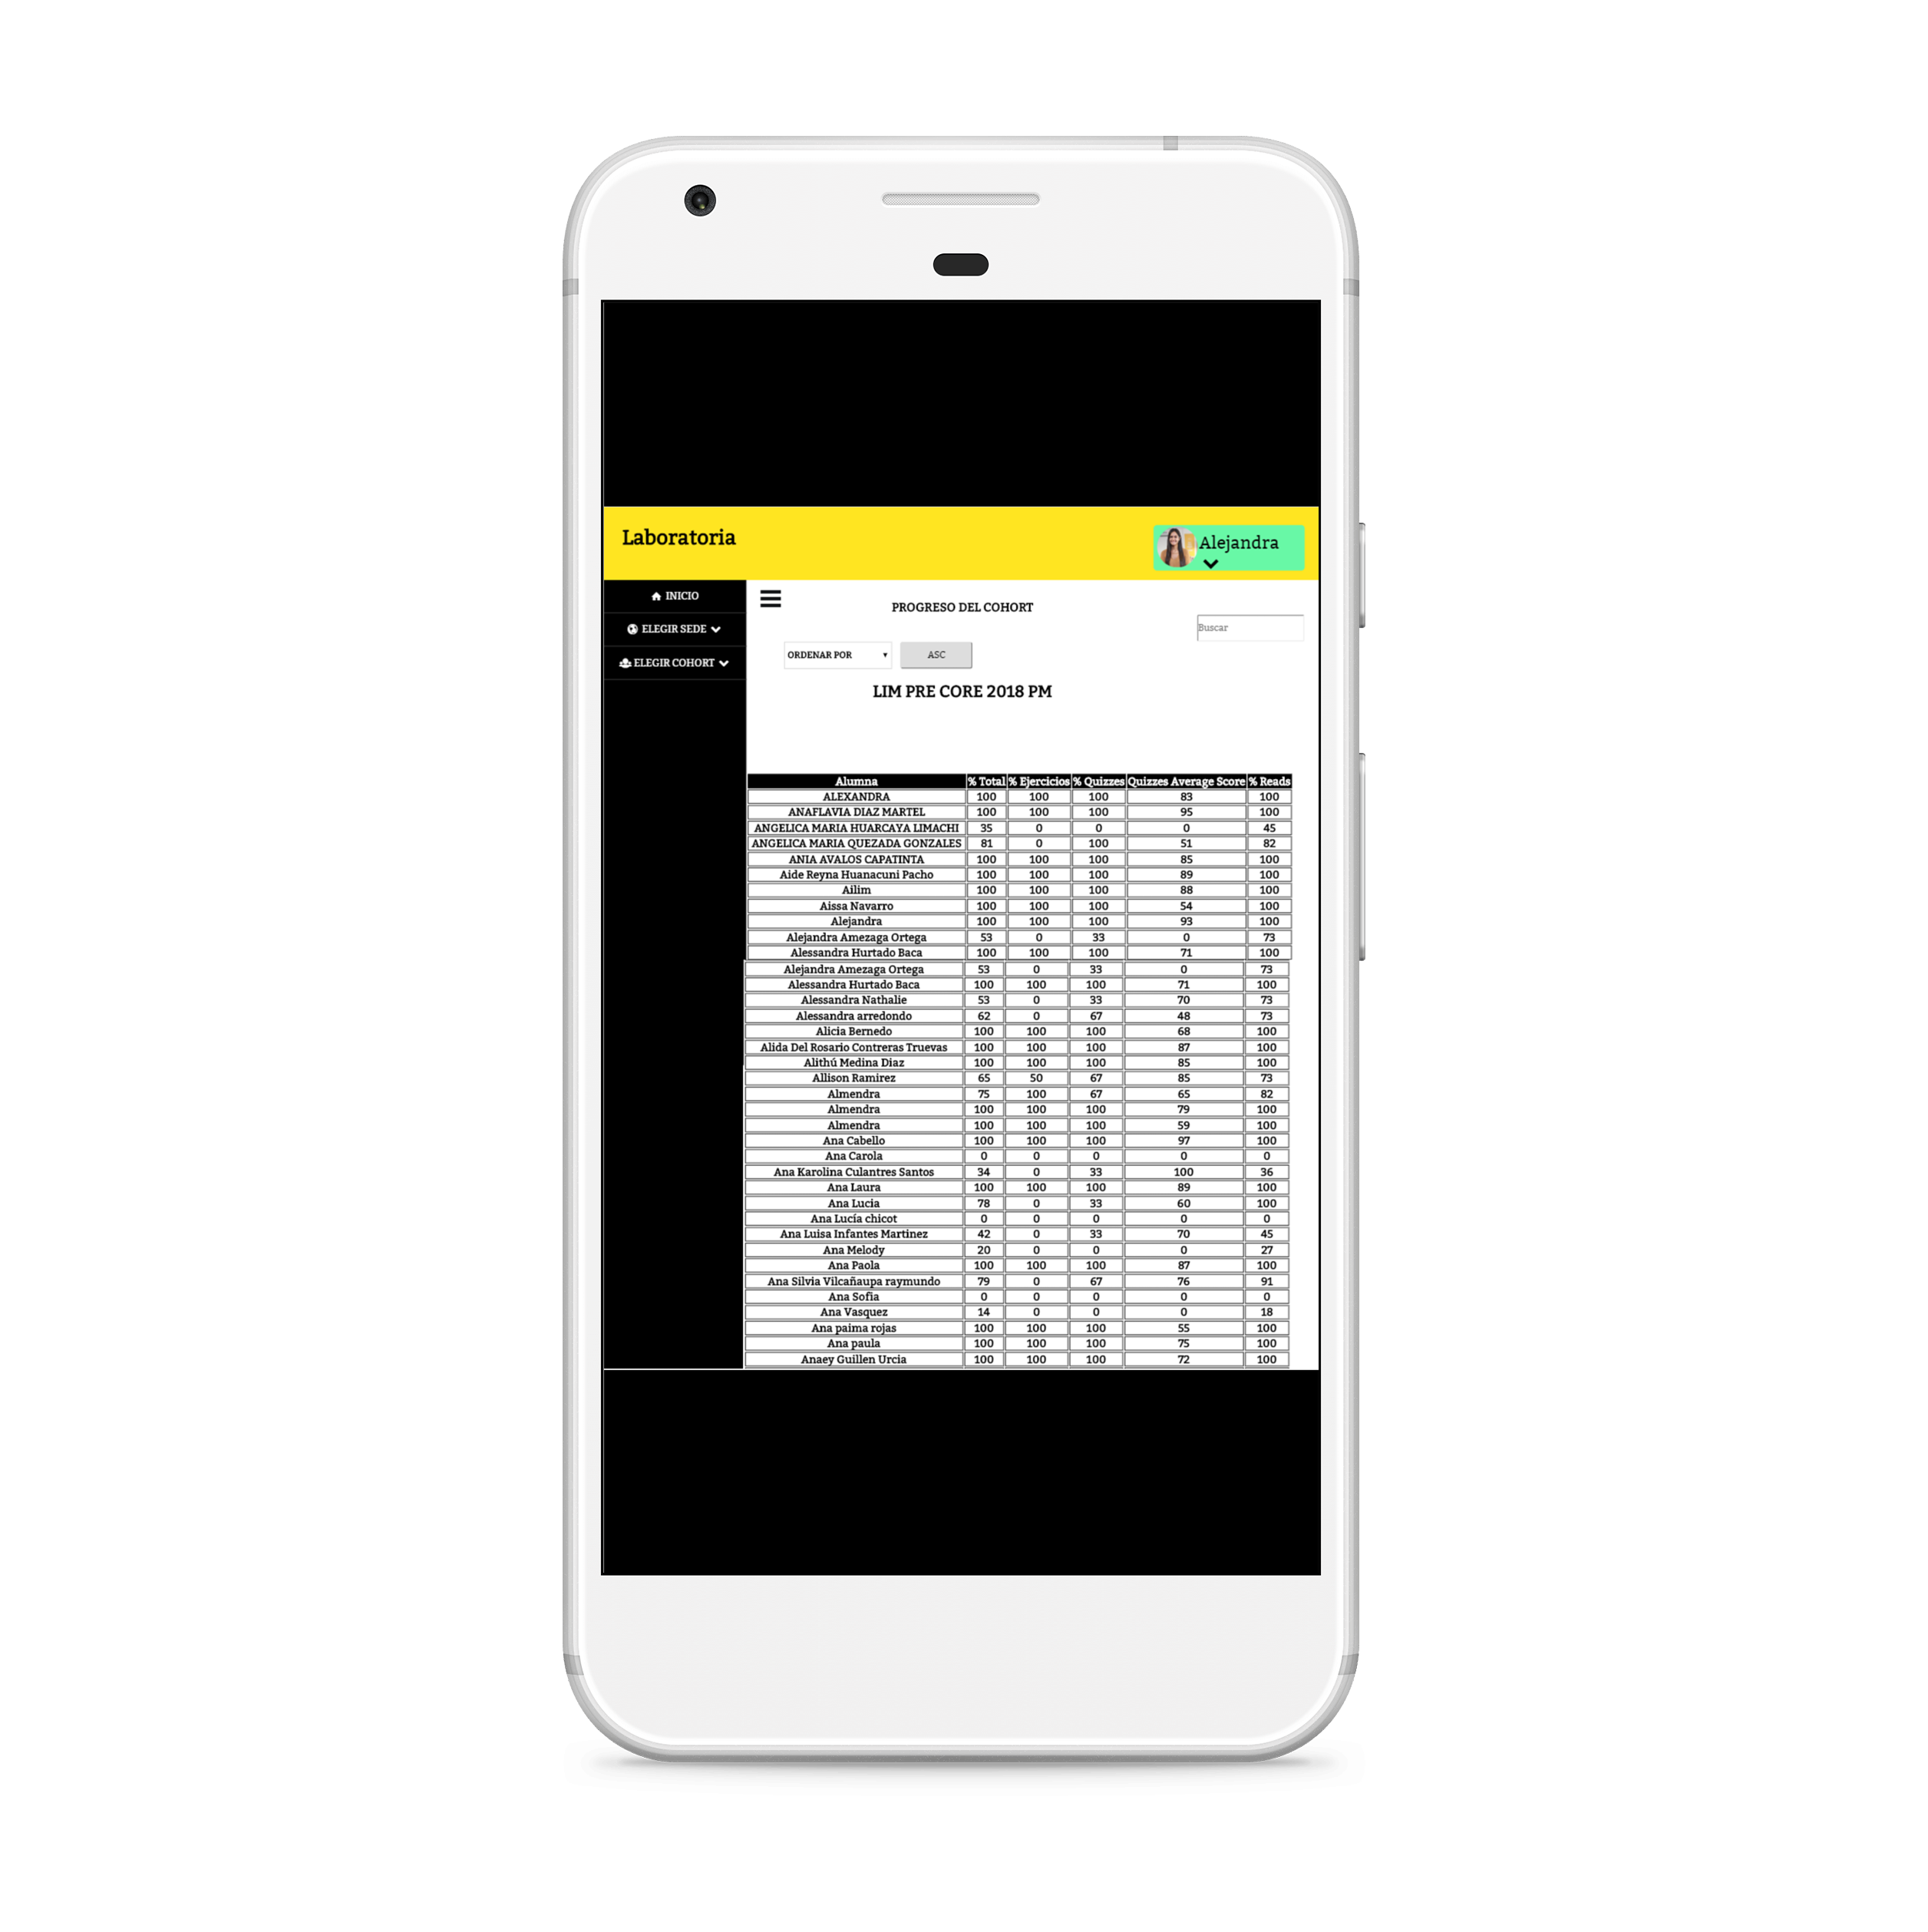 Laboratoria
Alejandra
INICIO
ELEGIR SEDE
ELEGIR COHORT
PROGRESO DEL COHORT
Buscar
ORDENAR POR ASC
LIM PRE CORE 2018 PM
Alumna % Total % Ejercicios % Quizzes Quizzes Average Score % Reads
ALEXANDRA 100 100 100 83 100
ANAFLAVIA DIAZ MARTEL 100 100 100 95 100
ANGELICA MARIA HUARCAYA LIMACHI 35 0 0 0 45
ANGELICA MARIA QUEZADA GONZALES 81 0 100 51 82
ANIA AVALOS CAPATINTA 100 100 100 85 100
Aide Reyna Huanacuni Pacho 100 100 100 89 100
Ailim 100 100 100 88 100
Aissa Navarro 100 100 100 54 100
Alejandra 100 100 100 93 100
Alejandra Amezaga Ortega 53 0 33 0 73
Alessandra Hurtado Baca 100 100 100 71 100
Alejandra Amezaga Ortega 53 0 33 0 73
Alessandra Hurtado Baca 100 100 100 71 100
Alessandra Nathalie 53 0 33 70 73
Alessandra arredondo 62 0 67 48 73
Alicia Bernedo 100 100 100 68 100
Alida Del Rosario Contreras Truevas 100 100 100 87 100
Alithú Medina Diaz 100 100 100 85 100
Allison Ramirez 65 50 67 85 73
Almendra 75 100 67 65 82
Almendra 100 100 100 79 100
Almendra 100 100 100 59 100
Ana Cabello 100 100 100 97 100
Ana Carola 0 0 0 0 0
Ana Karolina Culantres Santos 34 0 33 100 36
Ana Laura 100 100 100 89 100
Ana Lucia 78 0 33 60 100
Ana Lucía chicot 0 0 0 0 0
Ana Luisa Infantes Martinez 42 0 33 70 45
Ana Melody 20 0 0 0 27
Ana Paola 100 100 100 87 100
Ana Silvia Vilcañaupa raymundo 79 0 67 76 91
Ana Sofia 0 0 0 0 0
Ana Vasquez 14 0 0 0 18
Ana paima rojas 100 100 100 55 100
Ana paula 100 100 100 75 100
Anaey Guillen Urcia 100 100 100 72 100